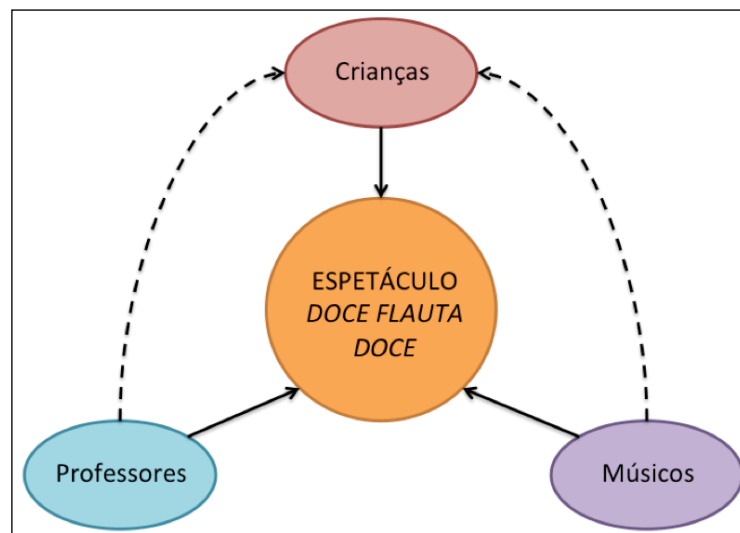 Crianças
ESPETÁCULO
DOCE FLAUTA
DOCE
Professores
Músicos